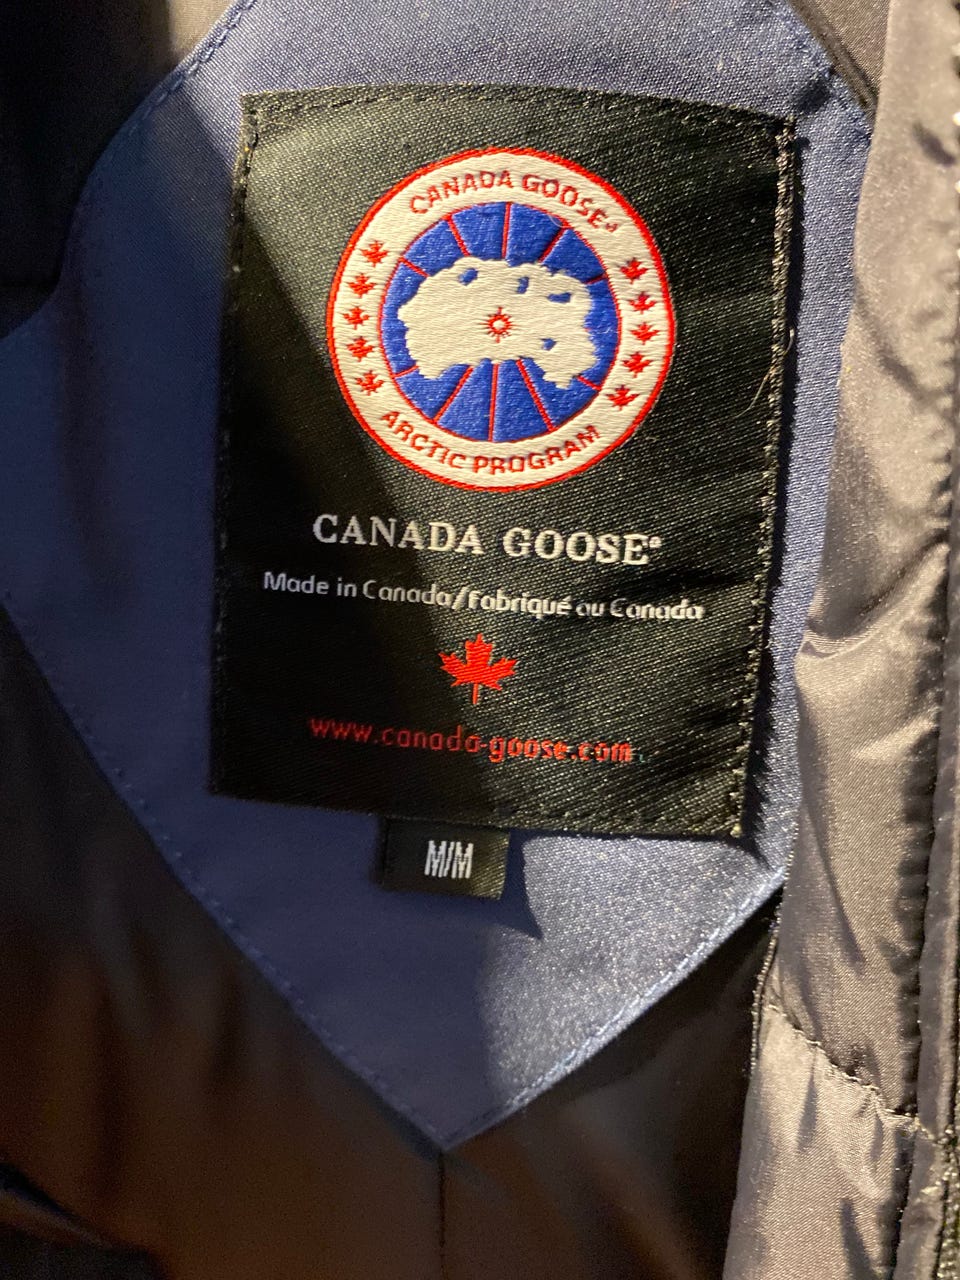 CANADA GOOSE®
ARCTIC PROGRAM
CANADA GOOSE®
Made in Canada/Fabriqué au Canada
www.canada-goose.com
M/M